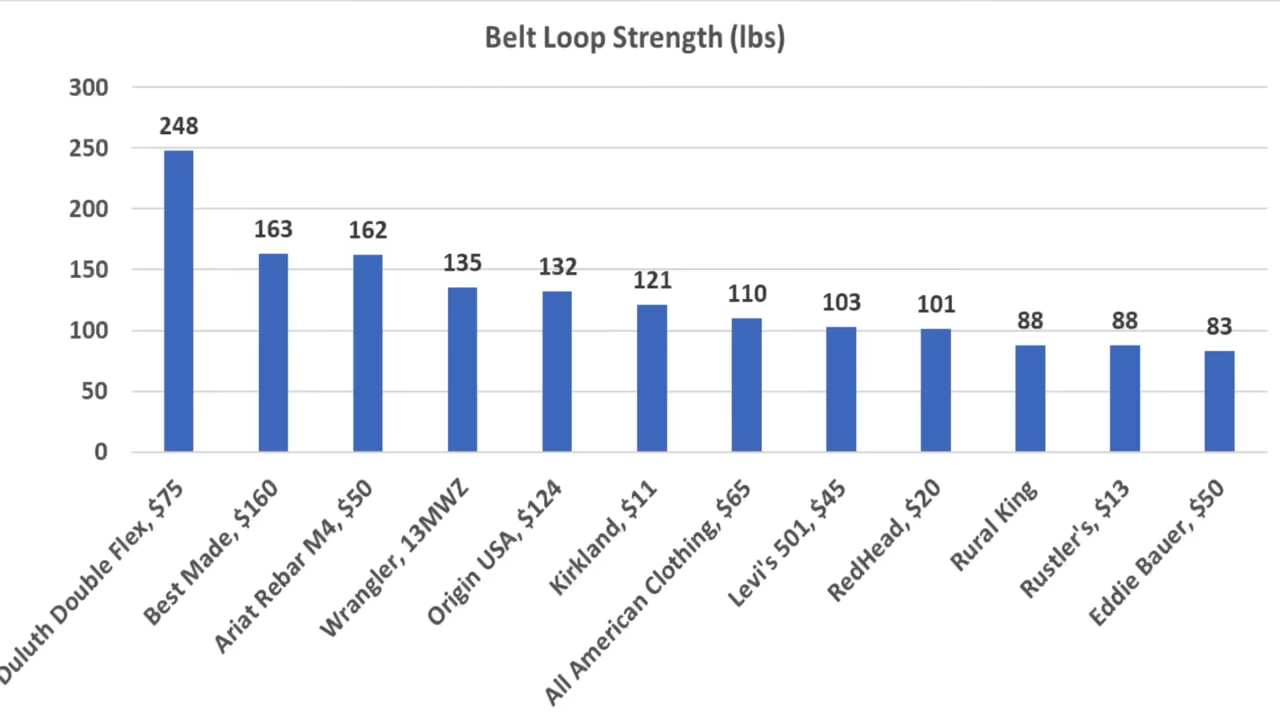 Belt Loop Strength (lbs)
300
250
200
150
100
50
0
248
163
162
135
132
121
110
103
101
88
88
83
Duluth Double Flex, $75
Best Made, $160
Ariat Rebar M4, $50
Wrangler, 13MWZ
Origin USA, $124
Kirkland, $11
All American Clothing, $65
Levi's 501, $45
RedHead, $20
Rural King
Rustler's, $13
Eddie Bauer, $50